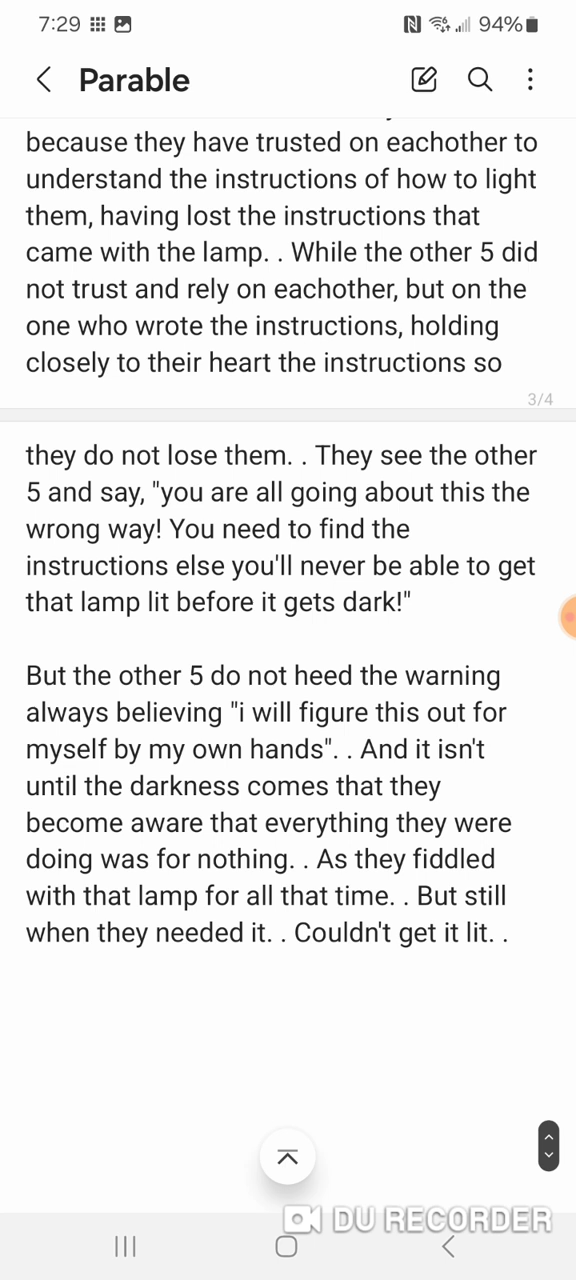 7:29 94%
Parable
because they have trusted on eachother to
understand the instructions of how to light
them, having lost the instructions that
came with the lamp. . While the other 5 did
not trust and rely on eachother, but on the
one who wrote the instructions, holding
closely to their heart the instructions so
3/4
they do not lose them. . They see the other
5 and say, "you are all going about this the
wrong way! You need to find the
instructions else you'll never be able to get
that lamp lit before it gets dark!"
But the other 5 do not heed the warning
always believing "i will figure this out for
myself by my own hands". . And it isn't
until the darkness comes that they
become aware that everything they were
doing was for nothing. . As they fiddled
with that lamp for all that time. . But still
when they needed it. . Couldn't get it lit. .
DU RECORDER